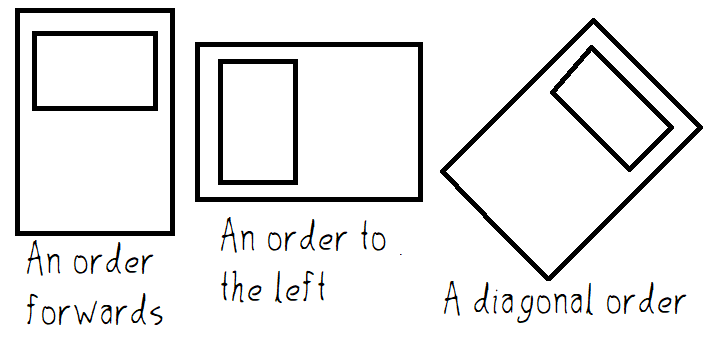 An order
forwards
An order to
the left
A diagonal order